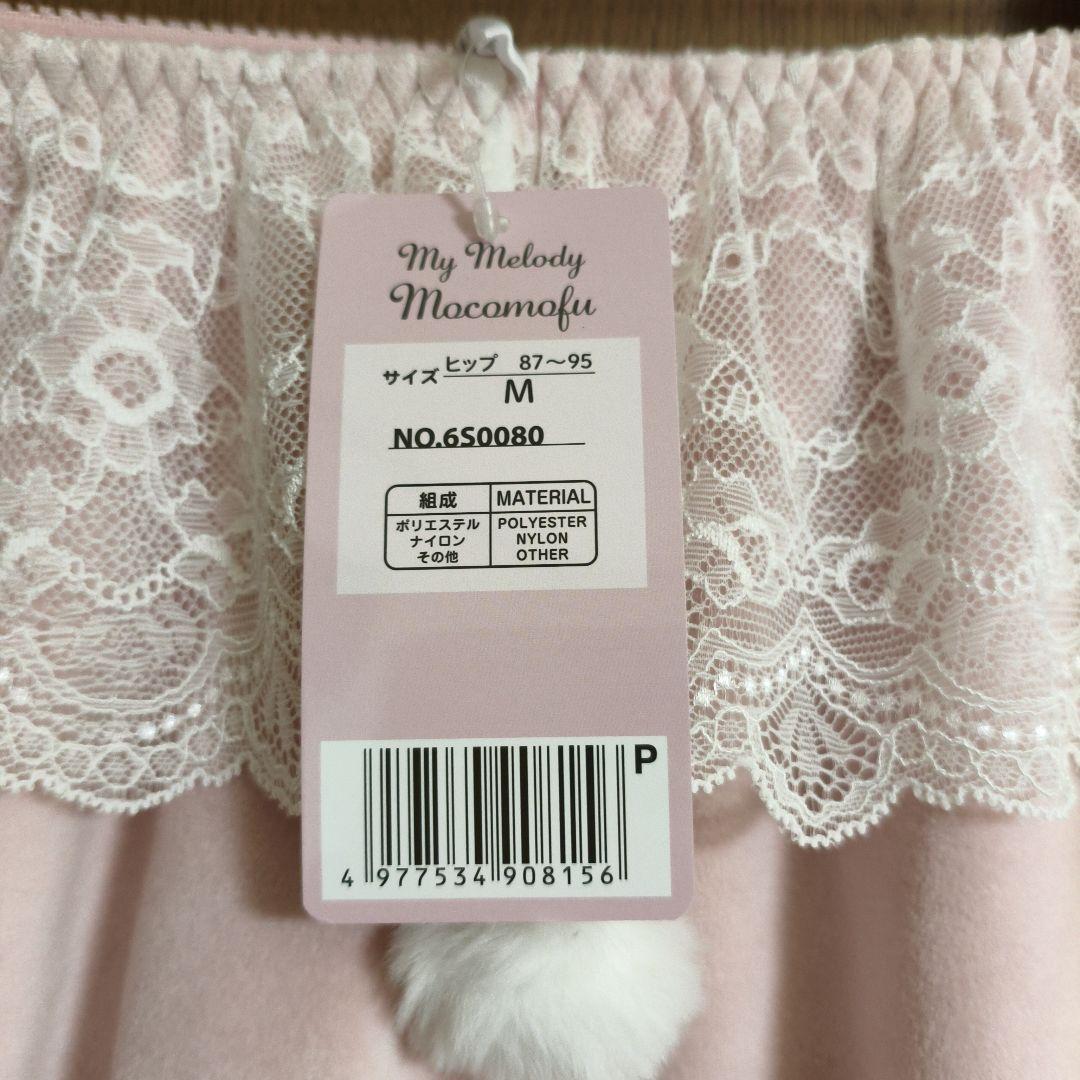 My Melody
Mocomofu
サイズ ヒップ 87〜95
M
NO.6S0080
組成 MATERIAL
ポリエステル POLYESTER
ナイロン NYLON
その他 OTHER
P
4 977534 908156